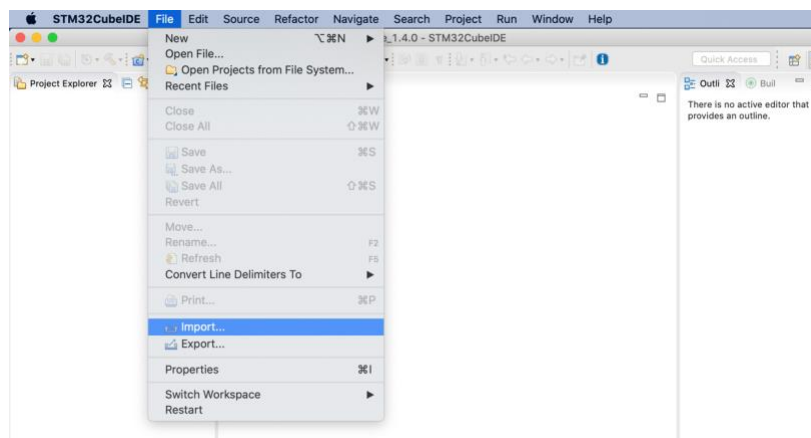 STM32CubeIDE File Edit Source Refactor Navigate Search Project Run Window Help
e_1.4.0 - STM32CubeIDE
Quick Access
Project Explorer
New ⌥⌘N
Open File...
Open Projects from File System...
Recent Files
Close ⌘W
Close All ⇧⌘W
Save ⌘S
Save As...
Save All ⇧⌘S
Revert
Move...
Rename... F2
Refresh F5
Convert Line Delimiters To
Print... ⌘P
Import...
Export...
Properties ⌘I
Switch Workspace
Restart
Outli Buil
There is no active editor that
provides an outline.